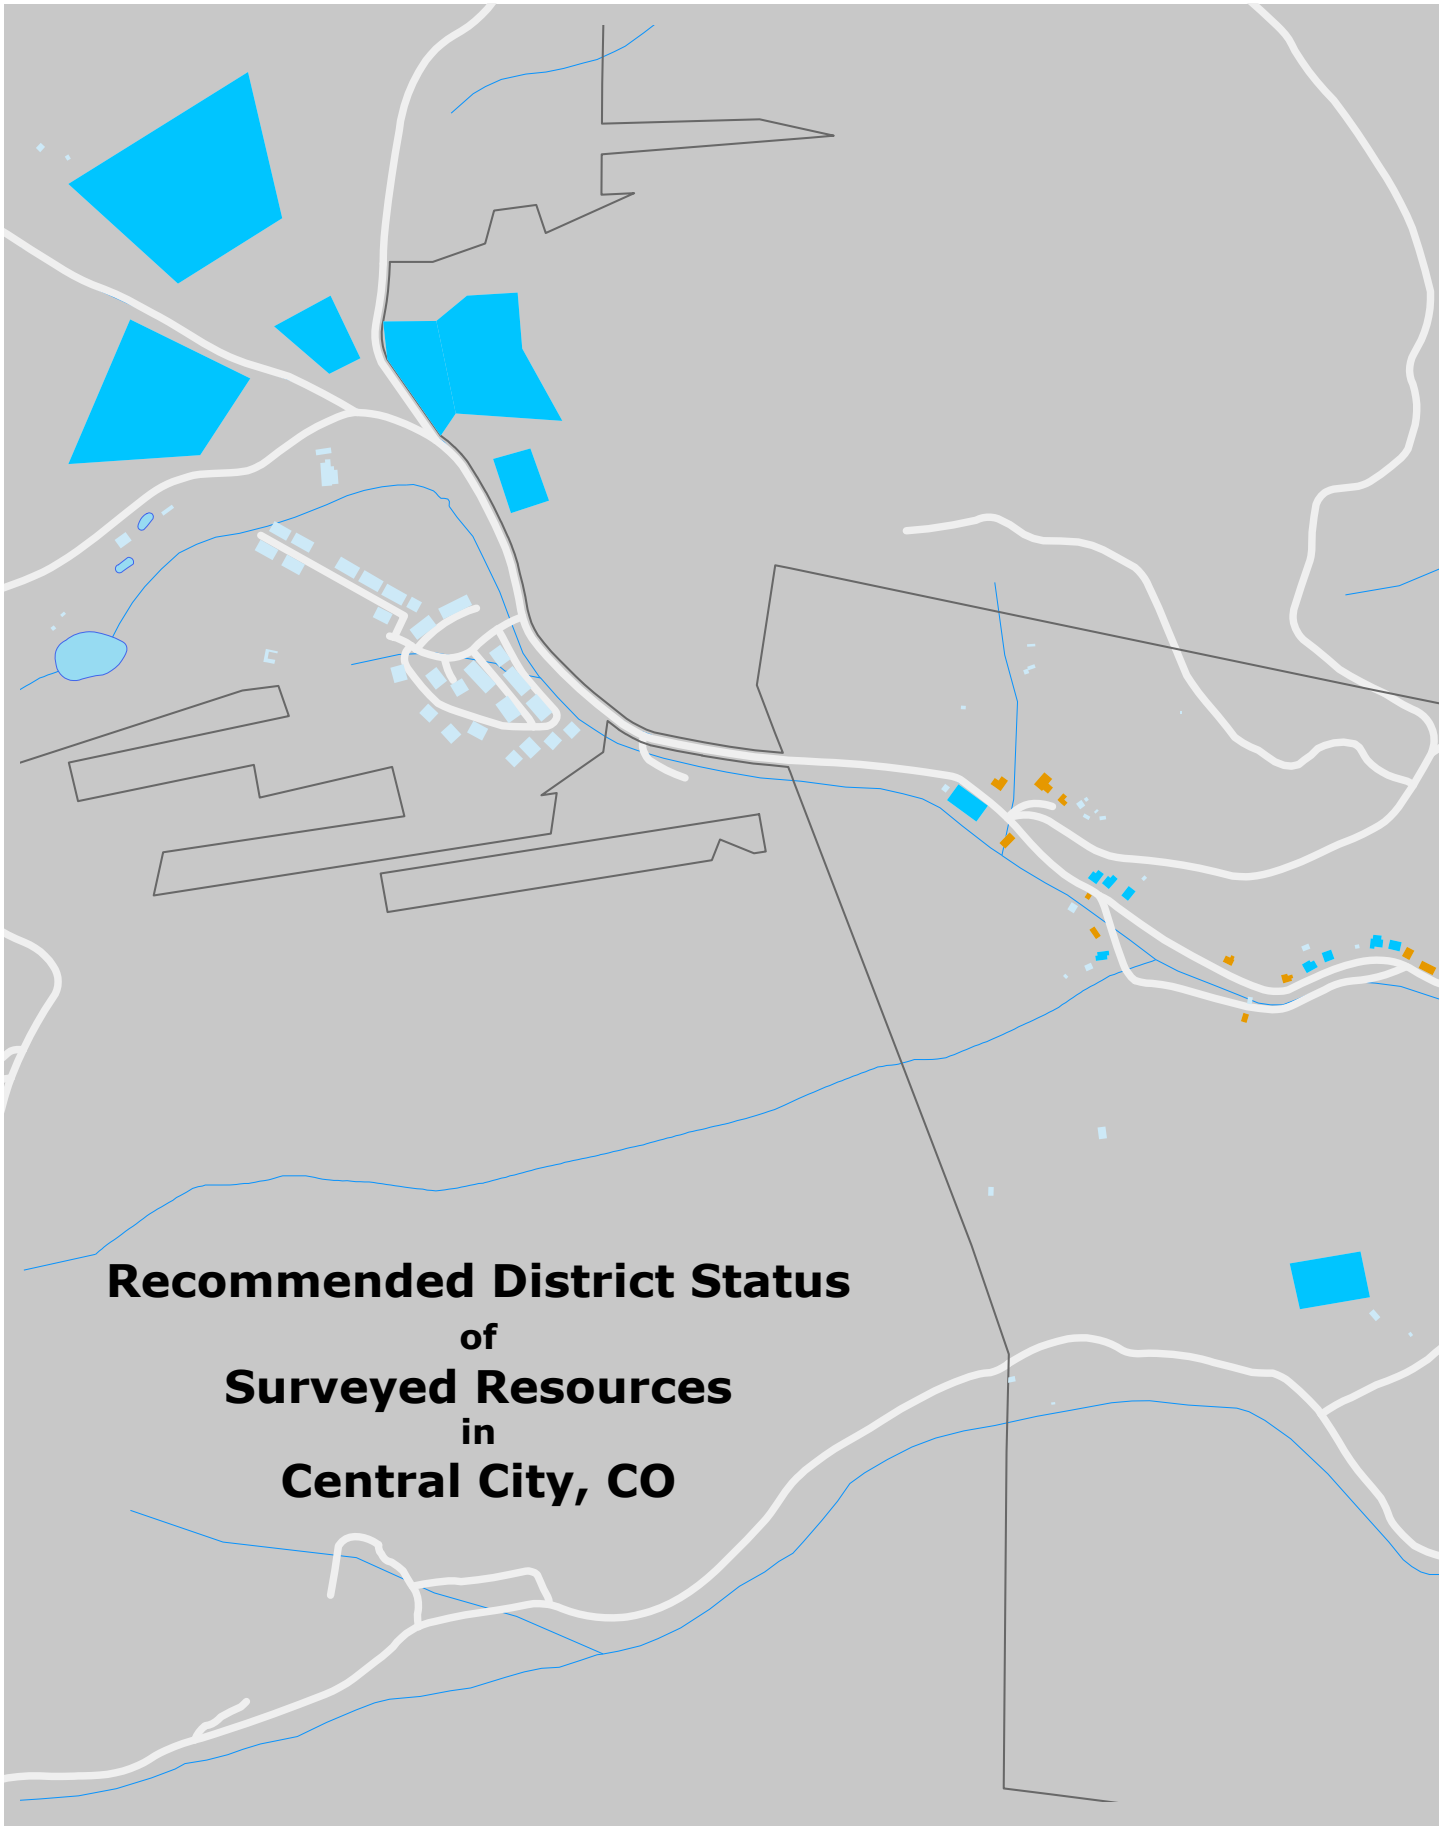 Recommended District Status
of
Surveyed Resources
in
Central City, CO